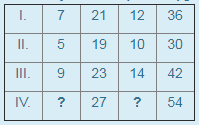 I. 7 21 12 36
II. 5 19 10 30
III. 9 23 14 42
IV. ? 27 ? 54